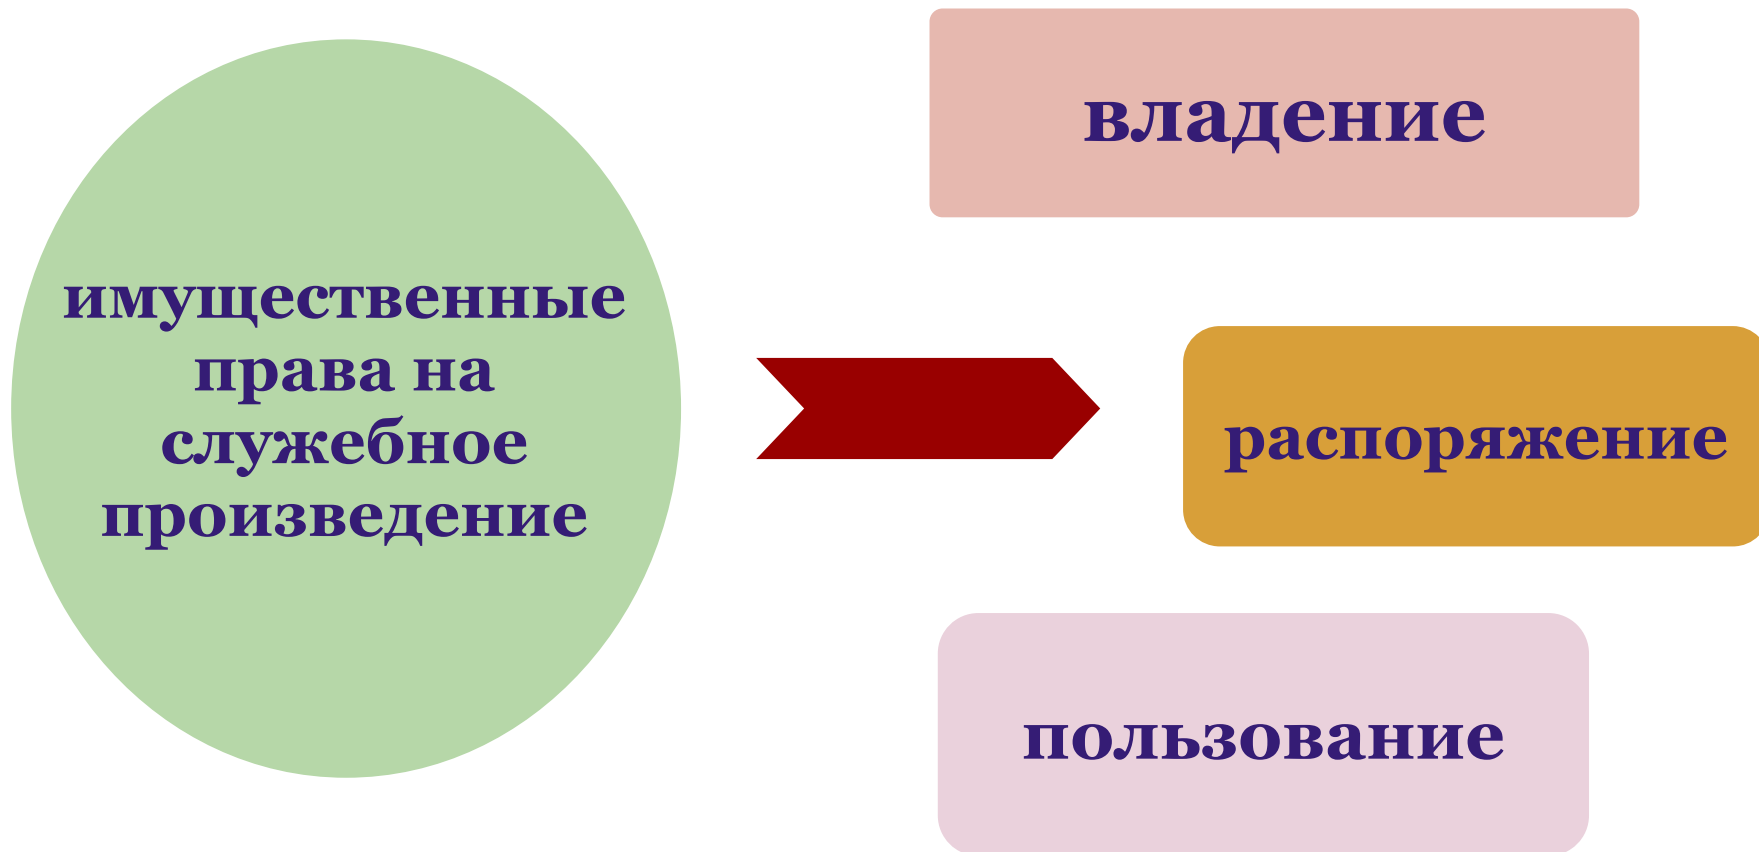 имущественные
права на
служебное
произведение
владение
распоряжение
пользование